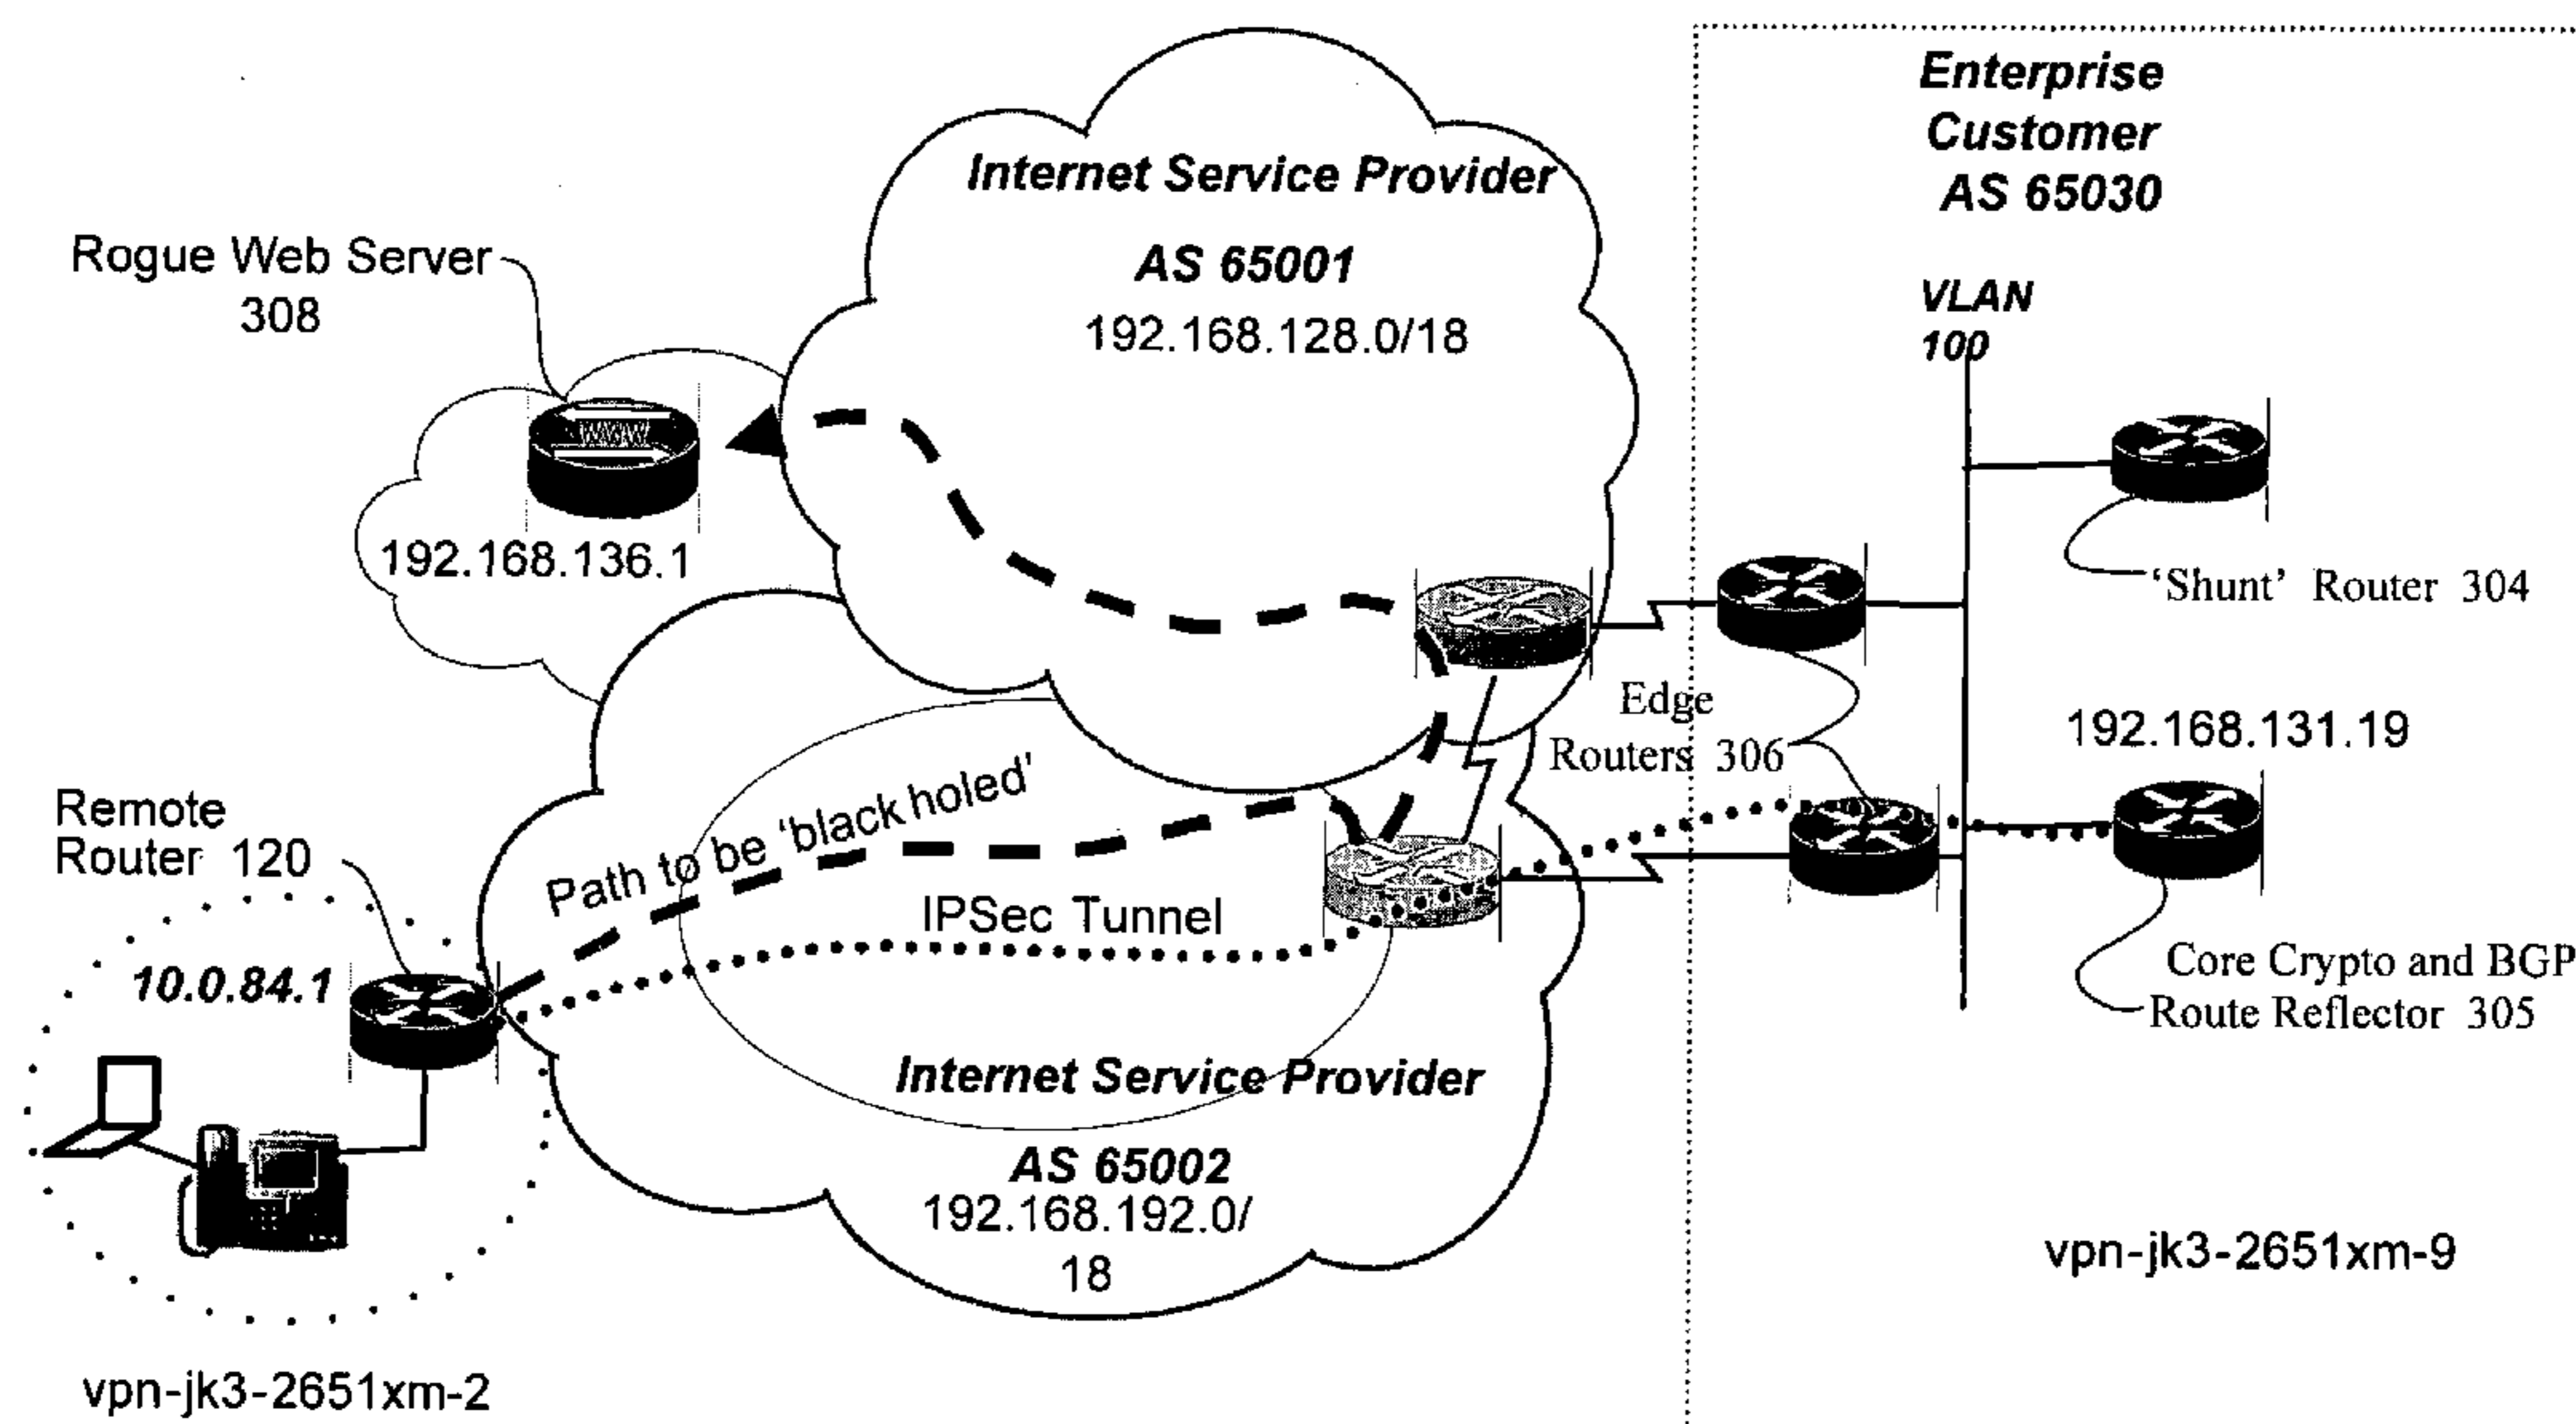 Enterprise
Customer
AS 65030
Internet Service Provider
AS 65001
192.168.128.0/18
Rogue Web Server
308
VLAN
100
WWW
192.168.136.1
‘Shunt’ Router 304
Edge
Routers 306
192.168.131.19
Remote
Router 120
Path to be ‘black holed’
IPSec Tunnel
10.0.84.1
Core Crypto and BGP
Route Reflector 305
Internet Service Provider
AS 65002
192.168.192.0/
18
vpn-jk3-2651xm-9
vpn-jk3-2651xm-2